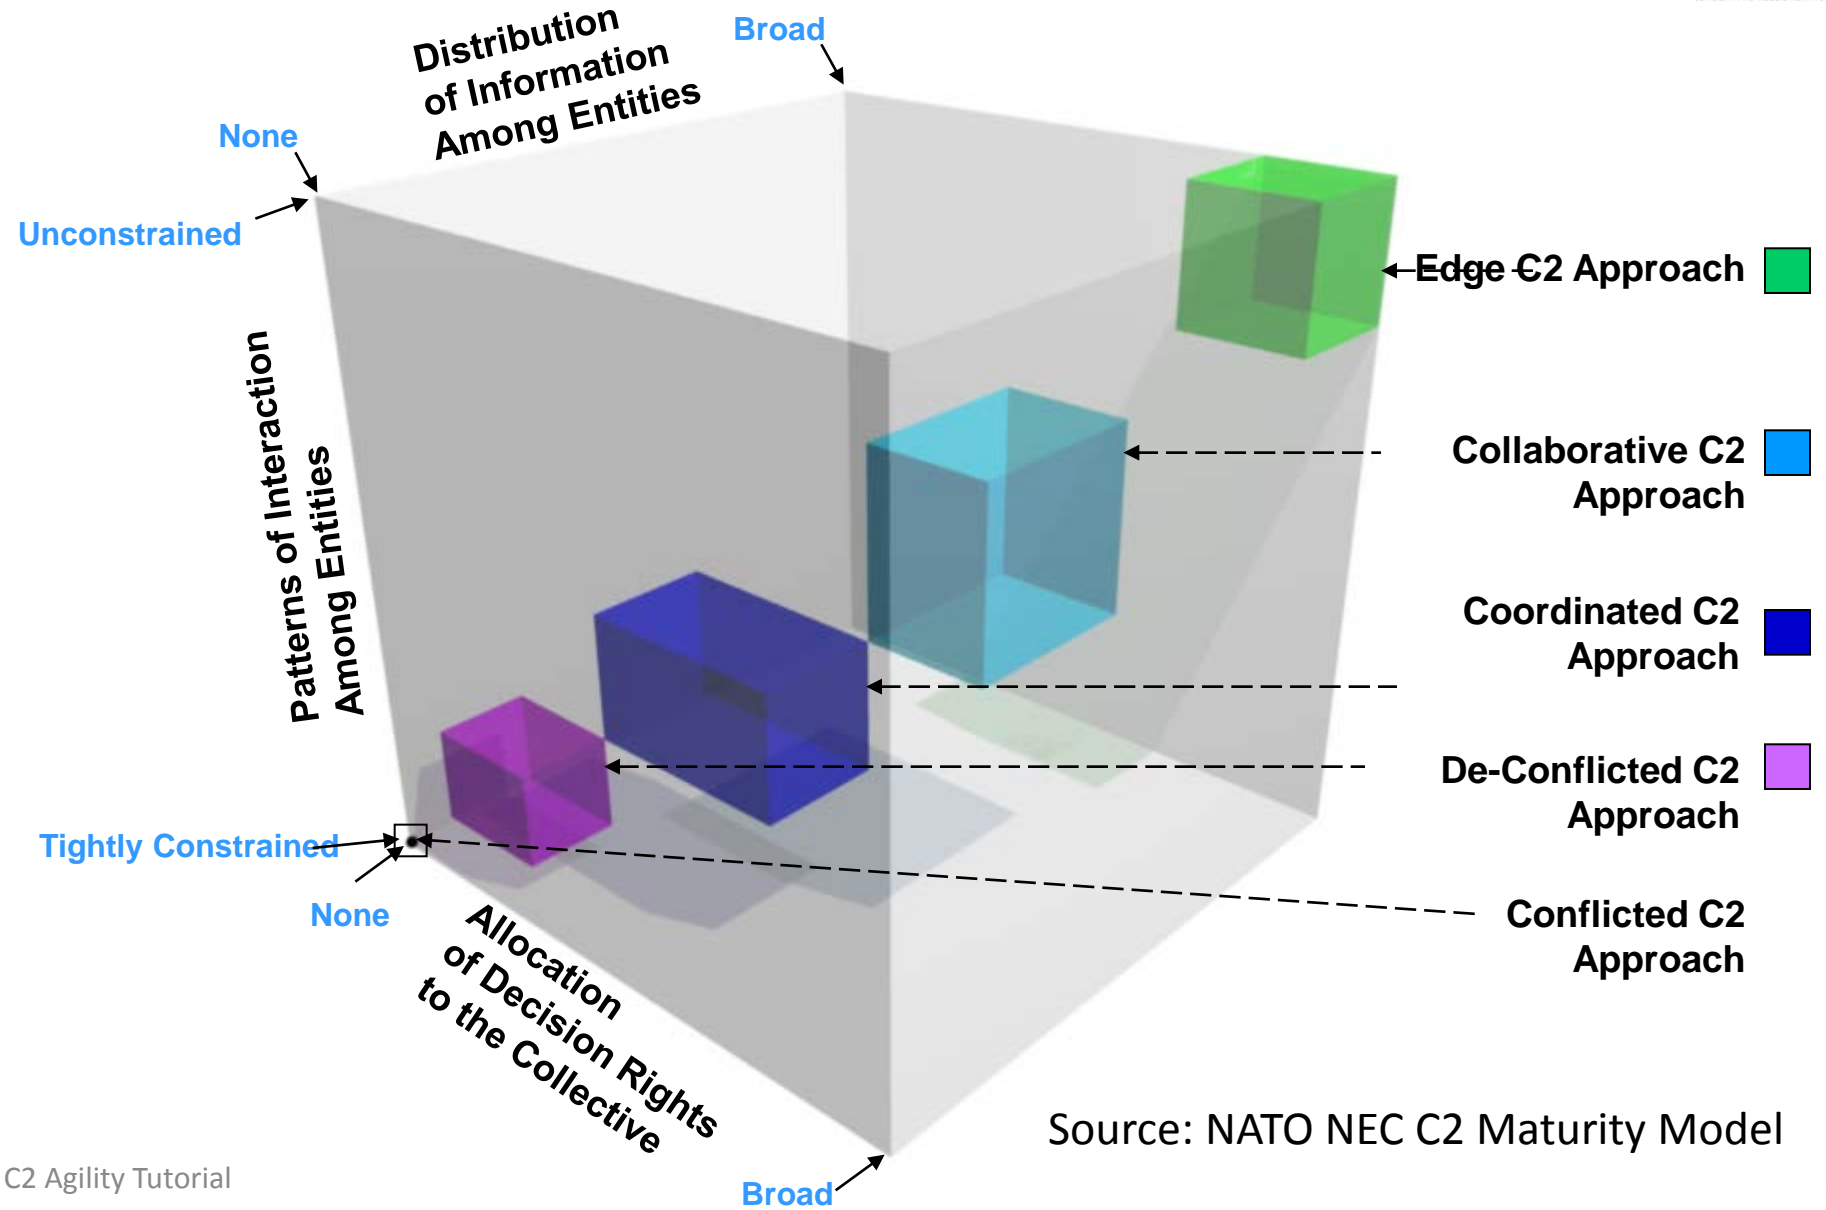 Distribution
of Information
Among Entities
Broad
None
Unconstrained
Patterns of Interaction
Among Entities
Edge C2 Approach
Collaborative C2
Approach
Coordinated C2
Approach
De-Conflicted C2
Approach
Conflicted C2
Approach
Tightly Constrained
None
Allocation
of Decision Rights
to the Collective
Broad
Source: NATO NEC C2 Maturity Model
C2 Agility Tutorial